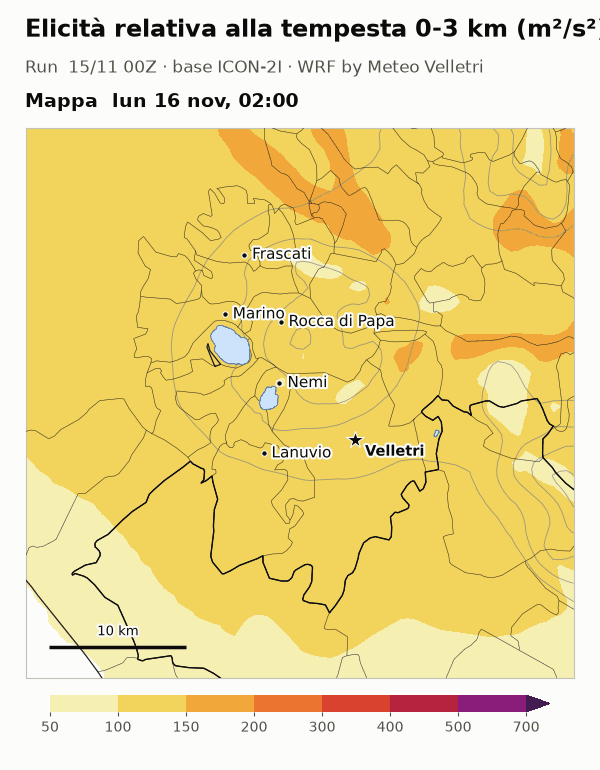 Elicità relativa alla tempesta 0-3 km (m²/s²)
Run 15/11 00Z · base ICON-2I · WRF by Meteo Velletri
Mappa lun 16 nov, 02:00
Frascati
Marino
Rocca di Papa
Nemi
Velletri
Lanuvio
10 km
50 100 150 200 300 400 500 700